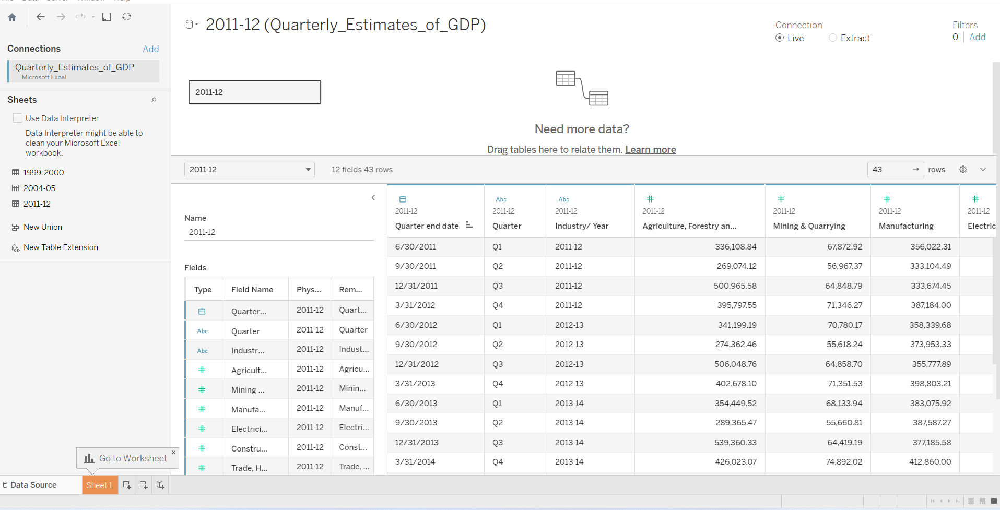 2011-12 (Quarterly_Estimates_of_GDP)
Connection
Live
Extract
Filters
0
Add
Connections
Add
Quarterly_Estimates_of_GDP
Microsoft Excel
Sheets
Use Data Interpreter
Data Interpreter might be able to
clean your Microsoft Excel
workbook.
1999-2000
2004-05
2011-12
New Union
New Table Extension
2011-12
Need more data?
Drag tables here to relate them. Learn more
2011-12
12 fields 43 rows
43
rows
Name
2011-12
Fields
Type Field Name Phys... Rem...
Quarter... 2011-12 Quart...
Abc Quarter 2011-12 Quarter
Abc Industr... 2011-12 Indust...
# Agricult... 2011-12 Agricu...
# Mining ... 2011-12 Minin...
# Manufa... 2011-12 Manuf...
# Electrici... 2011-12 Electri...
# Constru... 2011-12 Const...
# Trade, H... 2011-12 Trade, ...
Abc Abc # # # #
2011-12 2011-12 2011-12 2011-12 2011-12 2011-12 2011-12
Quarter end date Quarter Industry/ Year Agriculture, Forestry an... Mining & Quarrying Manufacturing Electric
6/30/2011 Q1 2011-12 336,108.84 67,872.92 356,022.31
9/30/2011 Q2 2011-12 269,074.12 56,967.37 333,104.49
12/31/2011 Q3 2011-12 500,965.58 64,848.79 333,674.45
3/31/2012 Q4 2011-12 395,797.55 71,346.27 387,184.00
6/30/2012 Q1 2012-13 341,199.19 70,780.17 358,339.68
9/30/2012 Q2 2012-13 274,362.46 55,618.24 373,953.33
12/31/2012 Q3 2012-13 506,048.76 64,858.70 355,777.89
3/31/2013 Q4 2012-13 402,678.10 71,351.53 398,803.21
6/30/2013 Q1 2013-14 354,449.52 68,133.94 383,075.92
9/30/2013 Q2 2013-14 289,365.47 55,660.81 387,587.27
12/31/2013 Q3 2013-14 539,360.33 64,419.19 377,185.58
3/31/2014 Q4 2013-14 426,023.07 74,892.02 412,860.00
Go to Worksheet
Data Source
Sheet 1